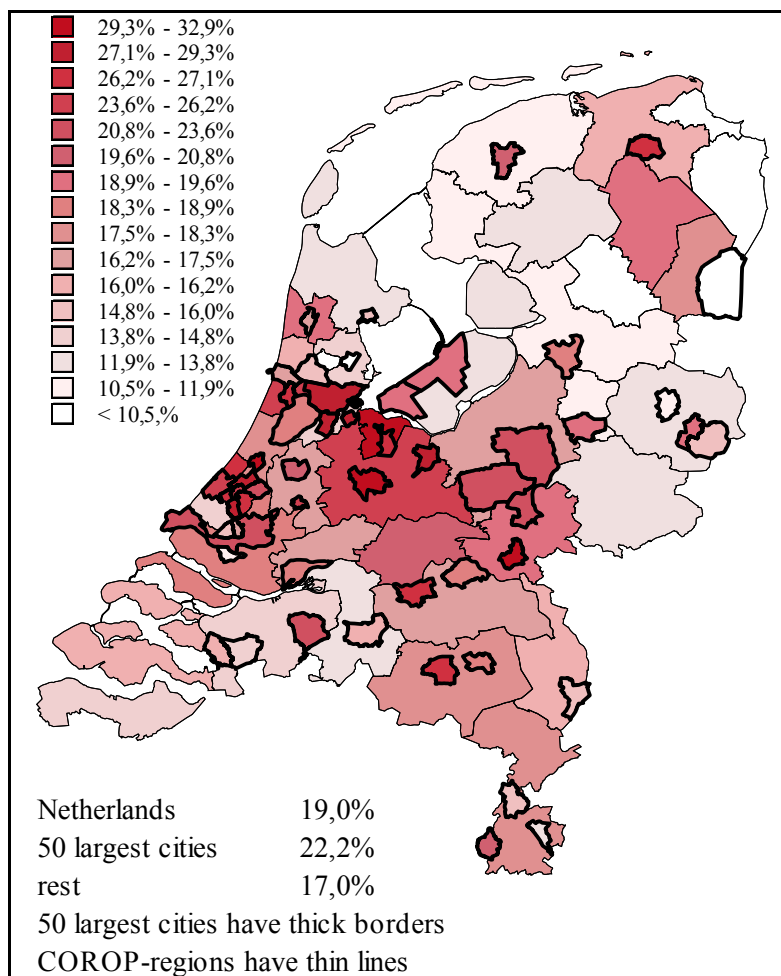 29,3% - 32,9%
27,1% - 29,3%
26,2% - 27,1%
23,6% - 26,2%
20,8% - 23,6%
19,6% - 20,8%
18,9% - 19,6%
18,3% - 18,9%
17,5% - 18,3%
16,2% - 17,5%
16,0% - 16,2%
14,8% - 16,0%
13,8% - 14,8%
11,9% - 13,8%
10,5% - 11,9%
< 10,5,%
Netherlands 19,0%
50 largest cities 22,2%
rest 17,0%
50 largest cities have thick borders
COROP-regions have thin lines